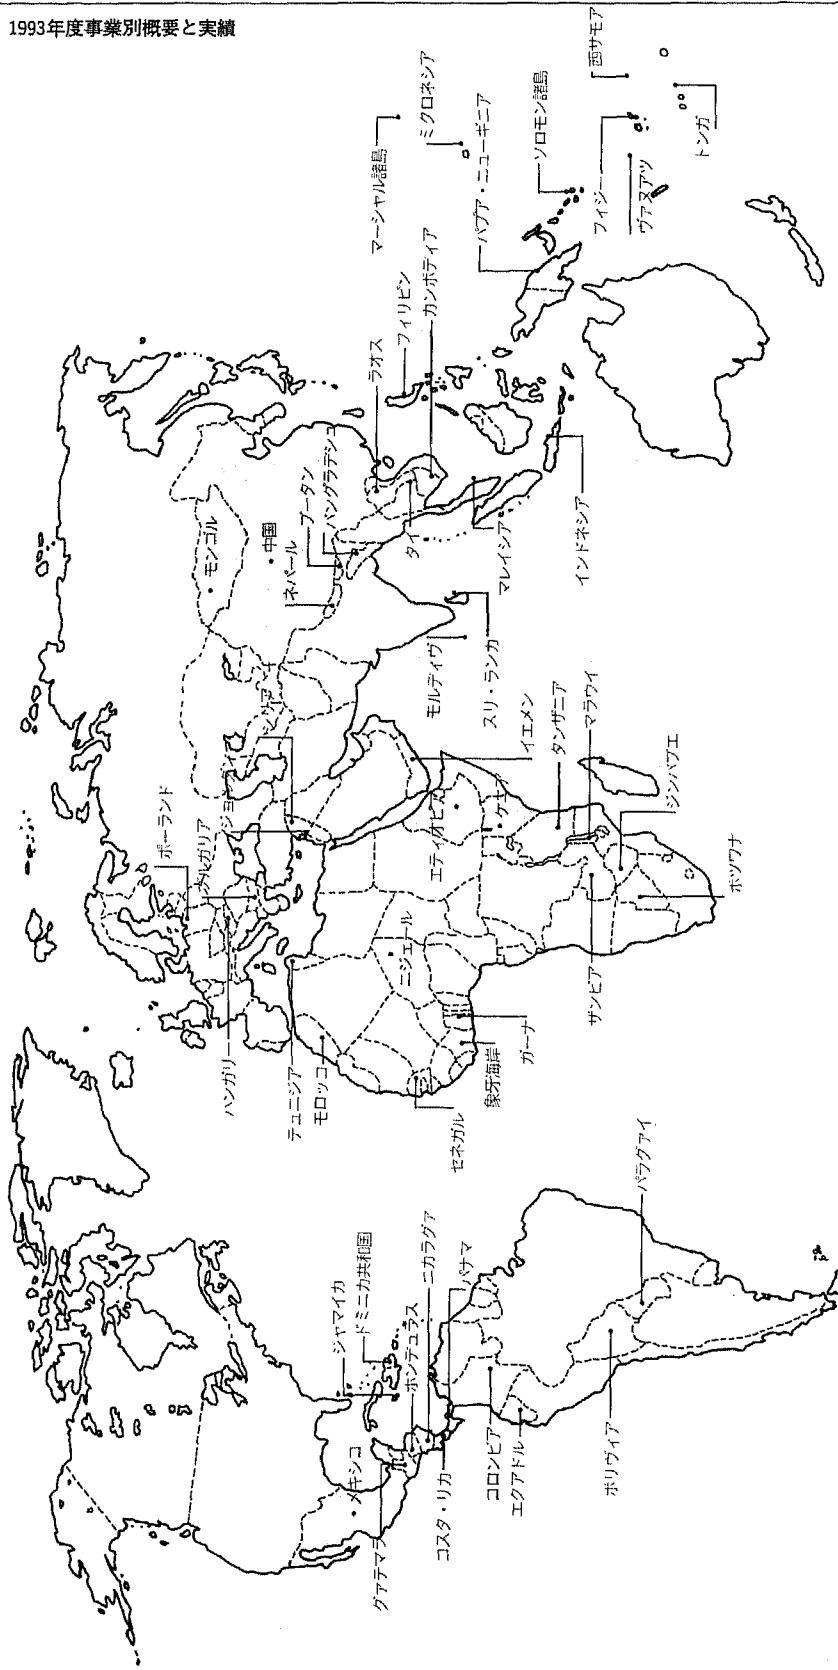 1993年度事業別概要と実績
ポーランド
ブルガリア
ハンガリー
テュニジア
モロッコ
ニジェール
セネガル
象牙海岸
ガーナ
エティオピア
ケニア
イエメン
タンザニア
マラウイ
ザンビア
ジンバブエ
ボツワナ
モンゴル
中国
ネパール
ブータン
バングラデシュ
モルディヴ
スリ・ランカ
ラオス
フィリピン
カンボディア
タイ
マレイシア
インドネシア
マーシャル諸島
ミクロネシア
パプア・ニューギニア
ソロモン諸島
西サモア
フィジー
ヴァヌアツ
トンガ
ジャマイカ
ドミニカ共和国
メキシコ
グァテマラ
ホンデュラス
ニカラグア
コスタ・リカ
パナマ
コロンビア
エクアドル
ボリヴィア
パラグァイ